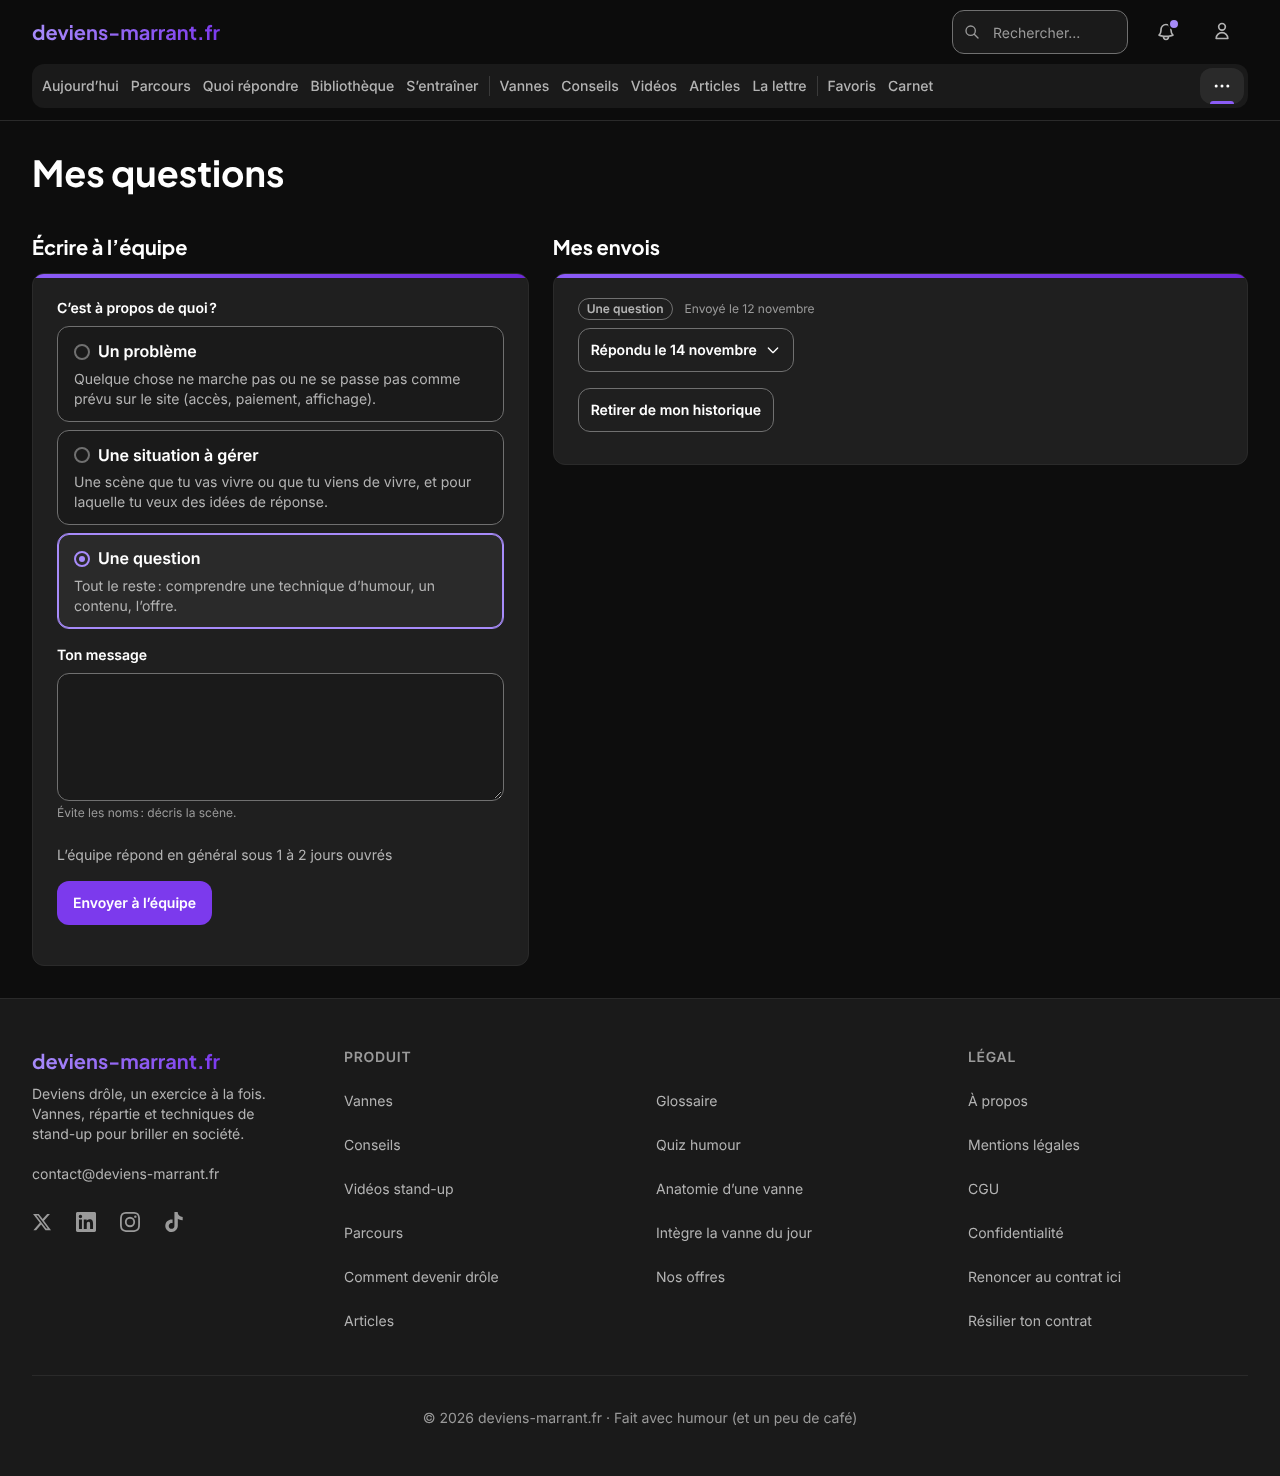 deviens-marrant.fr
Rechercher...
Aujourd’hui Parcours Quoi répondre Bibliothèque S’entraîner Vannes Conseils Vidéos Articles La lettre Favoris Carnet
Mes questions
Écrire à l’équipe
C’est à propos de quoi ?
Un problème
Quelque chose ne marche pas ou ne se passe pas comme
prévu sur le site (accès, paiement, affichage).
Une situation à gérer
Une scène que tu vas vivre ou que tu viens de vivre, et pour
laquelle tu veux des idées de réponse.
Une question
Tout le reste : comprendre une technique d’humour, un
contenu, l’offre.
Ton message
Évite les noms : décris la scène.
L’équipe répond en général sous 1 à 2 jours ouvrés
Envoyer à l’équipe
Mes envois
Une question Envoyé le 12 novembre
Répondu le 14 novembre
Retirer de mon historique
deviens-marrant.fr
Deviens drôle, un exercice à la fois.
Vannes, répartie et techniques de
stand-up pour briller en société.
contact@deviens-marrant.fr
PRODUIT
Vannes
Conseils
Vidéos stand-up
Parcours
Comment devenir drôle
Articles
Glossaire
Quiz humour
Anatomie d’une vanne
Intègre la vanne du jour
Nos offres
LÉGAL
À propos
Mentions légales
CGU
Confidentialité
Renoncer au contrat ici
Résilier ton contrat
© 2026 deviens-marrant.fr · Fait avec humour (et un peu de café)